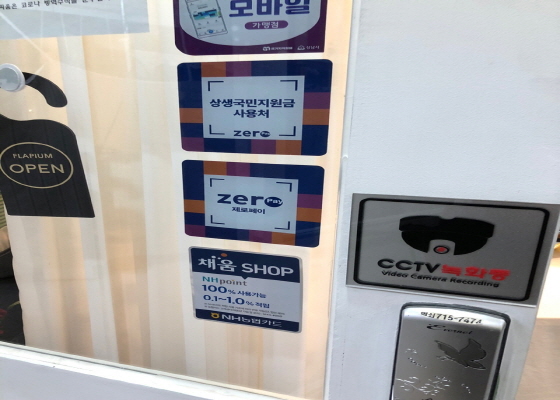 모바일
가맹점
상생국민지원금
사용처
zero
FLAPIUM
OPEN
zero Pay
제로페이
채움 SHOP
NHpoint
100% 사용가능
0.1~1.0% 적립
NH농협카드
CCTV녹화중
Video Camera Recording